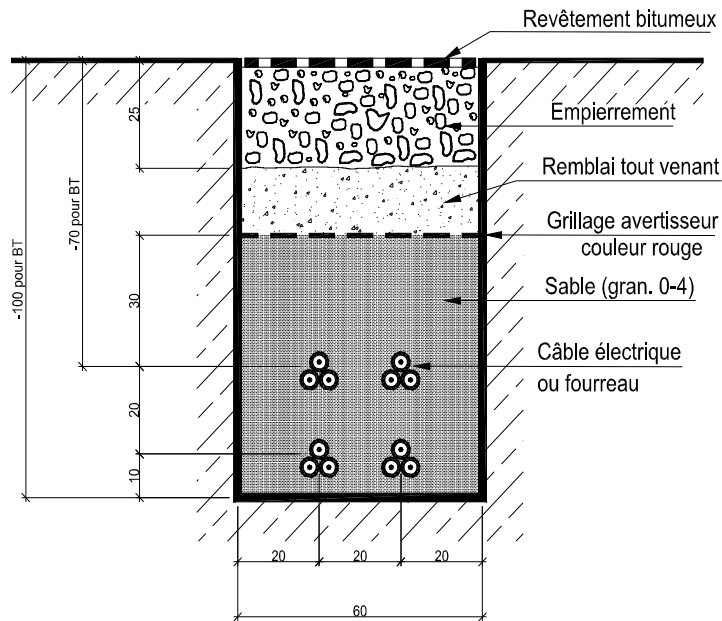 Revêtement bitumeux
Empierrement
Remblai tout venant
Grillage avertisseur
couleur rouge
Sable (gran. 0-4)
Câble électrique
ou fourreau
25
-70 pour BT
-100 pour BT
30
20
10
20
20
20
60